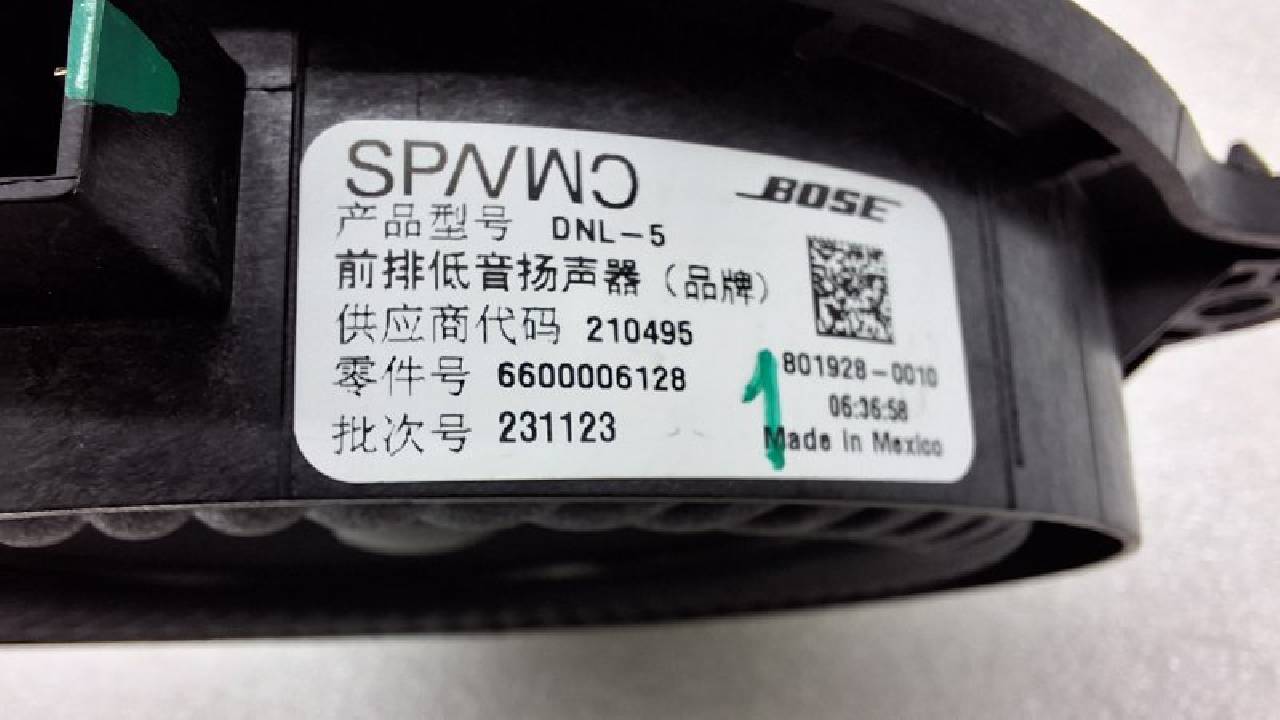 SPΛ/WИƆ
BOSE
产品型号 DNL-5
前排低音扬声器（品牌）
供应商代码 210495
零件号 6600006128
批次号 231123
801928-0010
06:36:58
Made in Mexico
1